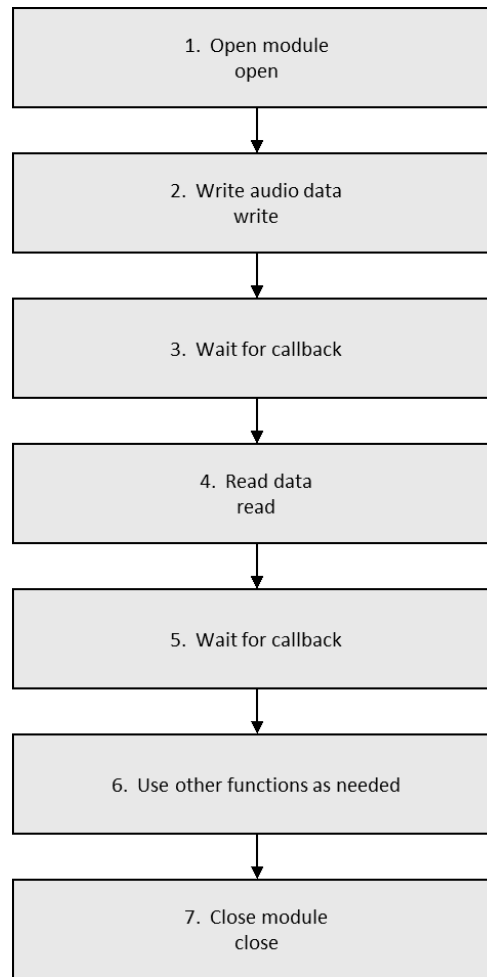 1. Open module
open
2. Write audio data
write
3. Wait for callback
4. Read data
read
5. Wait for callback
6. Use other functions as needed
7. Close module
close